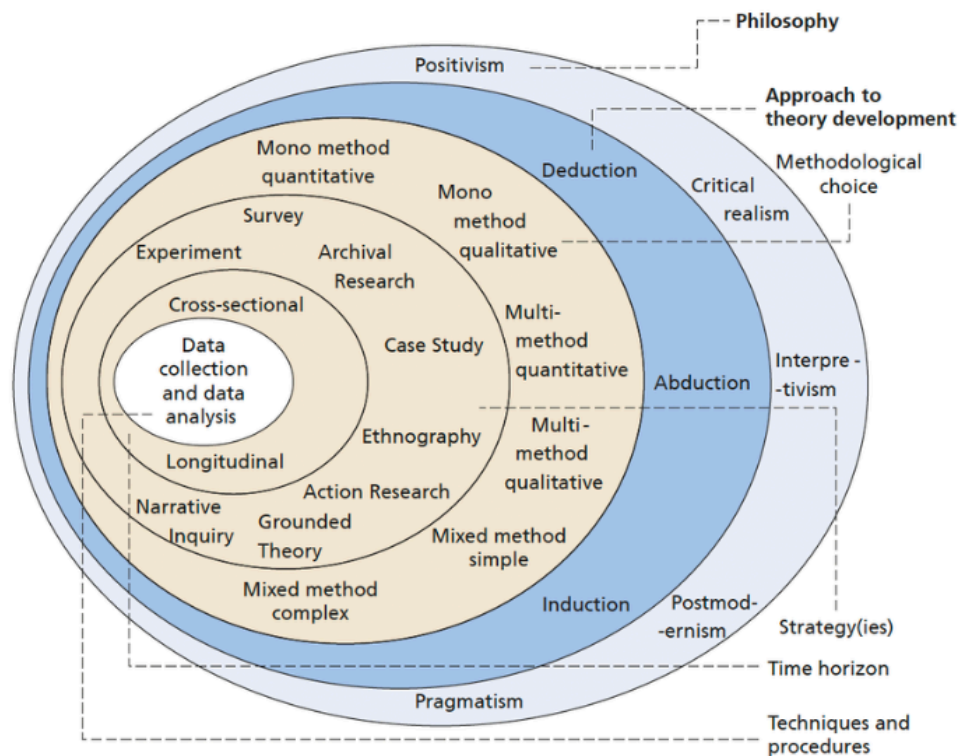 Philosophy
Positivism
Approach to
theory development
Mono method
quantitative
Deduction
Methodological
choice
Mono
method
qualitative
Critical
realism
Survey
Experiment
Archival
Research
Cross-sectional
Multi-
method
quantitative
Data
collection
and data
analysis
Case Study
Interpre -
-tivism
Abduction
Ethnography
Multi-
method
qualitative
Longitudinal
Action Research
Narrative
Inquiry
Grounded
Theory
Mixed method
simple
Mixed method
complex
Induction
Postmod-
-ernism
Strategy(ies)
Time horizon
Pragmatism
Techniques and
procedures